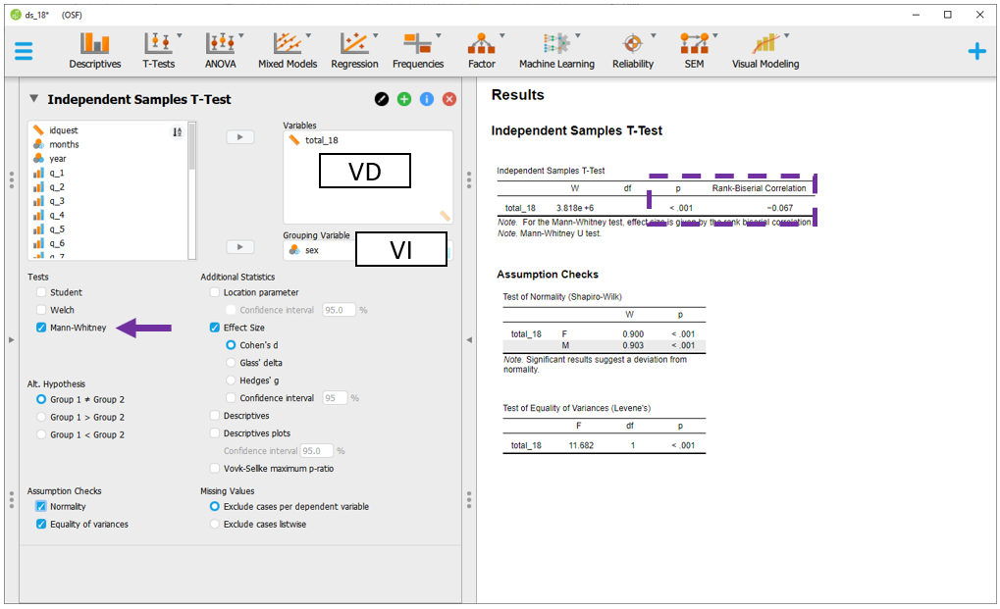 ds_18* (OSF)
Descriptives T-Tests ANOVA Mixed Models Regression Frequencies Factor Machine Learning Reliability SEM Visual Modeling
Independent Samples T-Test
idquest
months
year
q_1
q_2
q_3
q_4
q_5
q_6
q_7
Variables
total_18
VD
Grouping Variable
sex
VI
Tests
Student
Welch
Mann-Whitney
Alt. Hypothesis
Group 1 ≠ Group 2
Group 1 > Group 2
Group 1 < Group 2
Assumption Checks
Normality
Equality of variances
Additional Statistics
Location parameter
Confidence interval 95.0 %
Effect Size
Cohen's d
Glass' delta
Hedges' g
Confidence interval 95 %
Descriptives
Descriptives plots
Confidence interval 95.0 %
Vovk-Sellke maximum p-ratio
Missing Values
Exclude cases per dependent variable
Exclude cases listwise
Results
Independent Samples T-Test
Independent Samples T-Test
W df p Rank-Biserial Correlation
total_18 3.818e +6 < .001 −0.067
Note. For the Mann-Whitney test, effect size is given by the rank biserial correlation.
Note. Mann-Whitney U test.
Assumption Checks
Test of Normality (Shapiro-Wilk)
W p
total_18 F 0.900 < .001
M 0.903 < .001
Note. Significant results suggest a deviation from
normality.
Test of Equality of Variances (Levene's)
F df p
total_18 11.682 1 < .001